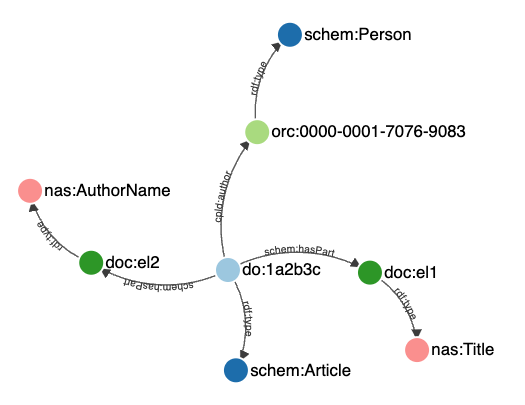 schem:Person
rdf:type
orc:0000-0001-7076-9083
cpld:author
nas:AuthorName
rdf:type
doc:el2
schem:hasPart
do:1a2b3c
schem:hasPart
doc:el1
rdf:type
rdf:type
nas:Title
schem:Article